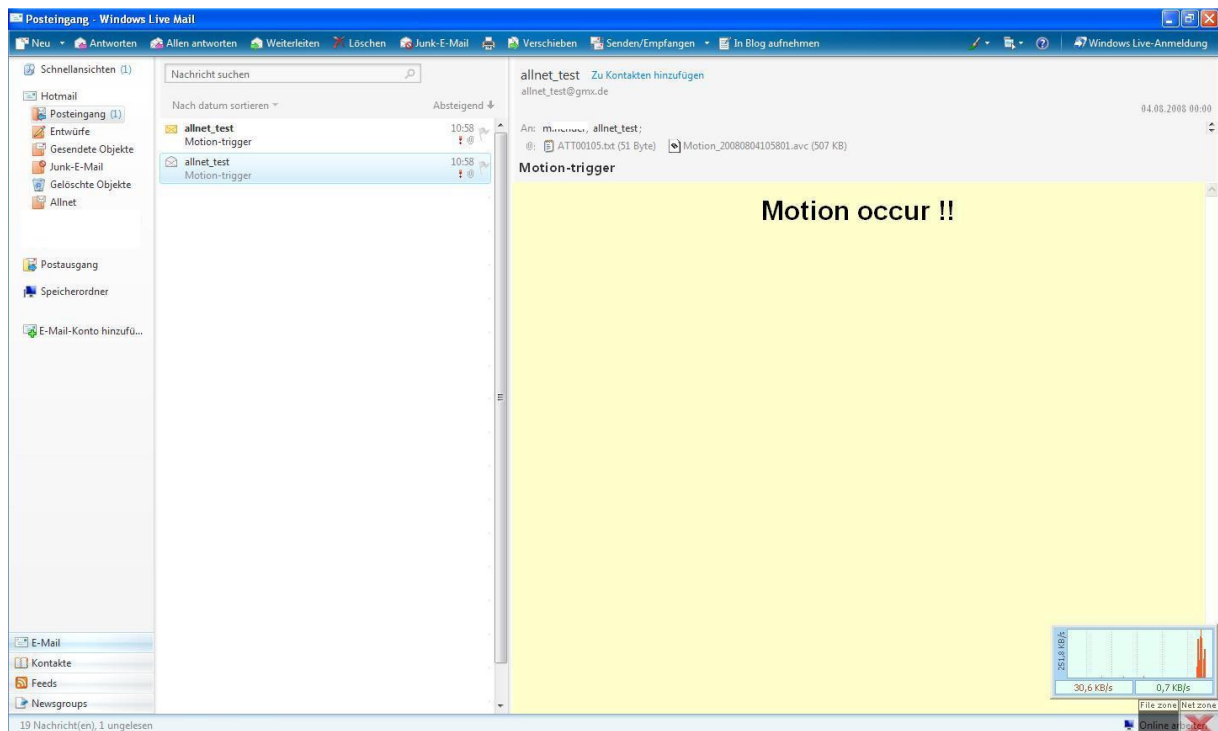 Posteingang - Windows Live Mail
Neu Antworten Allen antworten Weiterleiten Löschen Junk-E-Mail Verschieben Senden/Empfangen In Blog aufnehmen Windows Live-Anmeldung
Schnellansichten (1)
Hotmail
Posteingang (1)
Entwürfe
Gesendete Objekte
Junk-E-Mail
Gelöschte Objekte
Allnet
Postausgang
Speicherordner
E-Mail-Konto hinzufü...
E-Mail
Kontakte
Feeds
Newsgroups
Nachricht suchen
Nach datum sortieren Absteigend
allnet_test 10:58
Motion-trigger
allnet_test 10:58
Motion-trigger
allnet_test Zu Kontakten hinzufügen
allnet_test@gmx.de
04.08.2008 00:00
An: allnet_test;
ATT00105.txt (51 Byte) Motion_20080804105801.avc (507 KB)
Motion-trigger
Motion occur !!
251,8 KB/s
30,6 KB/s 0,7 KB/s
File zone Net zone
19 Nachricht(en), 1 ungelesen
Online